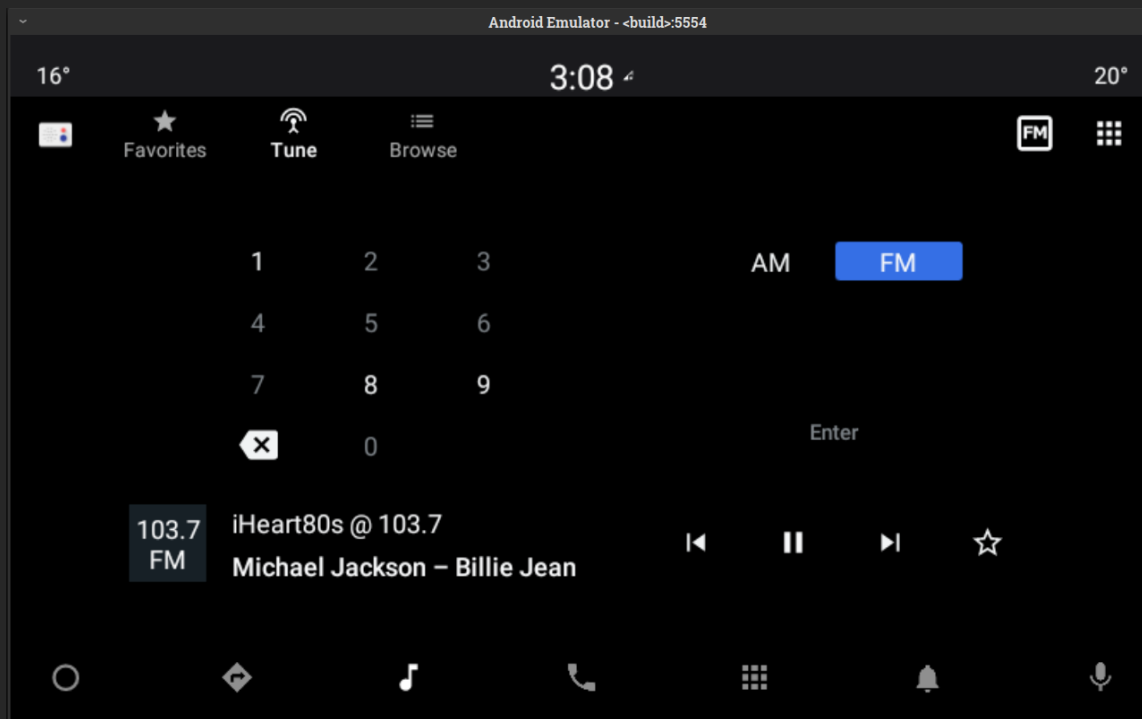 Android Emulator - <build>:5554
16°
3:08
20°
Favorites
Tune
Browse
FM
1 2 3
AM FM
4 5 6
7 8 9
Enter
0
103.7
FM
iHeart80s @ 103.7
Michael Jackson – Billie Jean